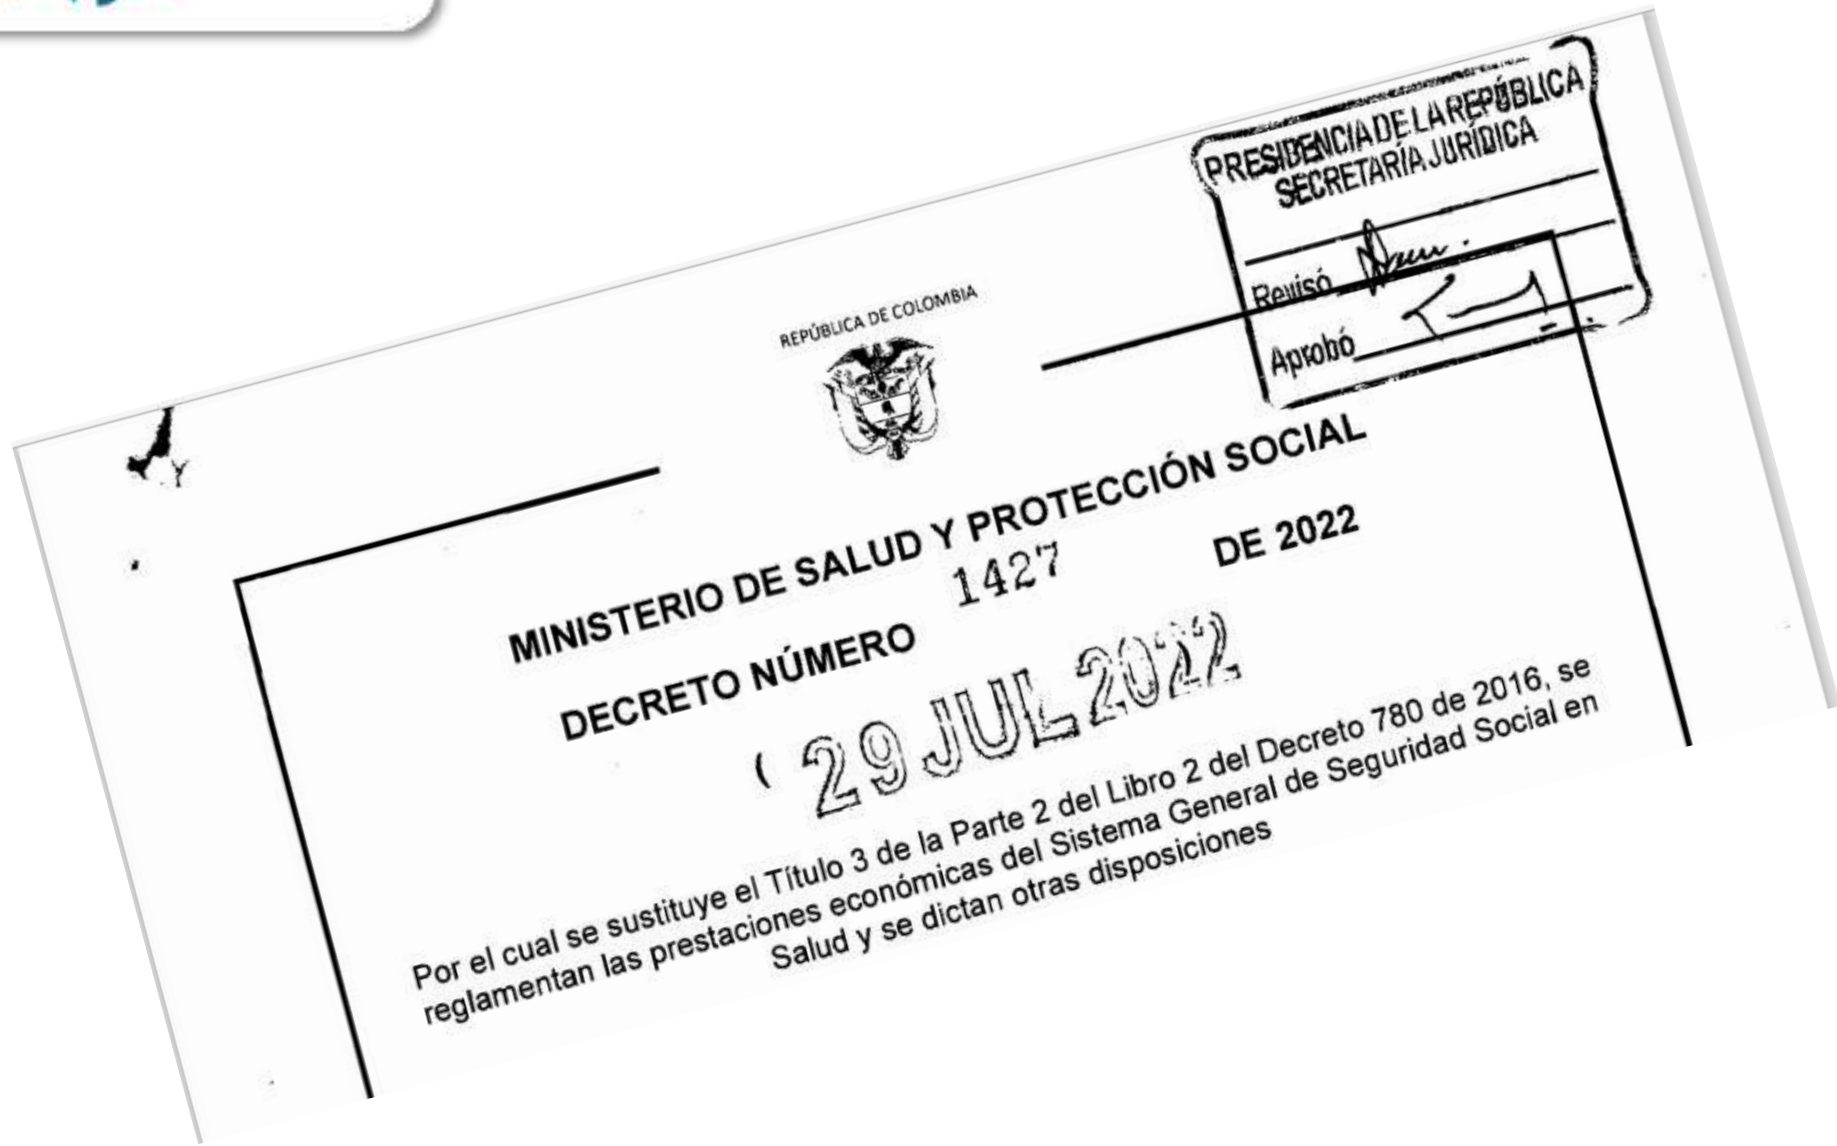 PRESIDENCIA DE LA REPÚBLICA
SECRETARÍA JURÍDICA
Revisó
Aprobó
REPÚBLICA DE COLOMBIA
MINISTERIO DE SALUD Y PROTECCIÓN SOCIAL
DECRETO NÚMERO 1427 DE 2022
( 29 JUL 2022
Por el cual se sustituye el Título 3 de la Parte 2 del Libro 2 del Decreto 780 de 2016, se
reglamentan las prestaciones económicas del Sistema General de Seguridad Social en
Salud y se dictan otras disposiciones